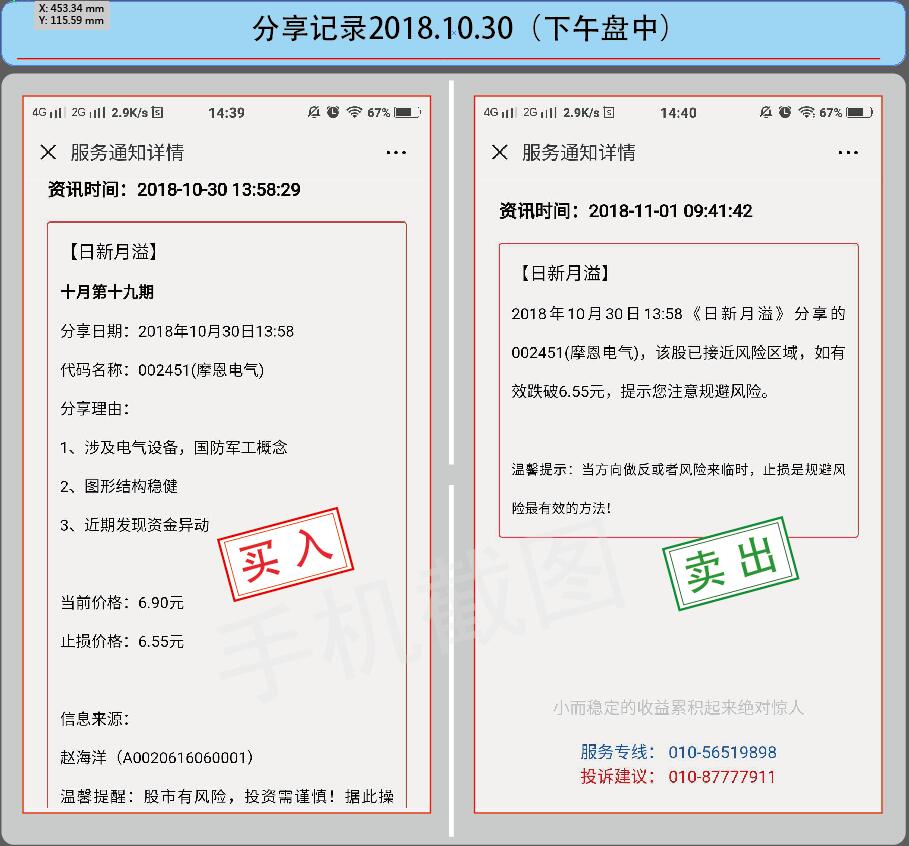 X: 453.34 mm
Y: 115.59 mm
分享记录2018.10.30（下午盘中）
4G 2G 2.9K/s 14:39 67%
服务通知详情
资讯时间：2018-10-30 13:58:29
【日新月溢】
十月第十九期
分享日期：2018年10月30日13:58
代码名称：002451(摩恩电气)
分享理由：
1、涉及电气设备，国防军工概念
2、图形结构稳健
3、近期发现资金异动
买入
当前价格：6.90元
止损价格：6.55元
信息来源：
赵海洋（A0020616060001）
温馨提醒：股市有风险，投资需谨慎！据此操
4G 2G 2.9K/s 14:40 67%
服务通知详情
资讯时间：2018-11-01 09:41:42
【日新月溢】
2018年10月30日13:58《日新月溢》分享的
002451(摩恩电气)，该股已接近风险区域，如有
效跌破6.55元，提示您注意规避风险。
温馨提示：当方向做反或者风险来临时，止损是规避风
险最有效的方法！
卖出
小而稳定的收益累积起来绝对惊人
服务专线： 010-56519898
投诉建议： 010-87777911
手机截图